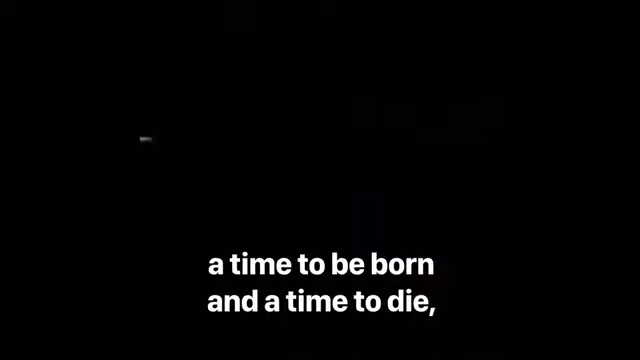 a time to be born
and a time to die,